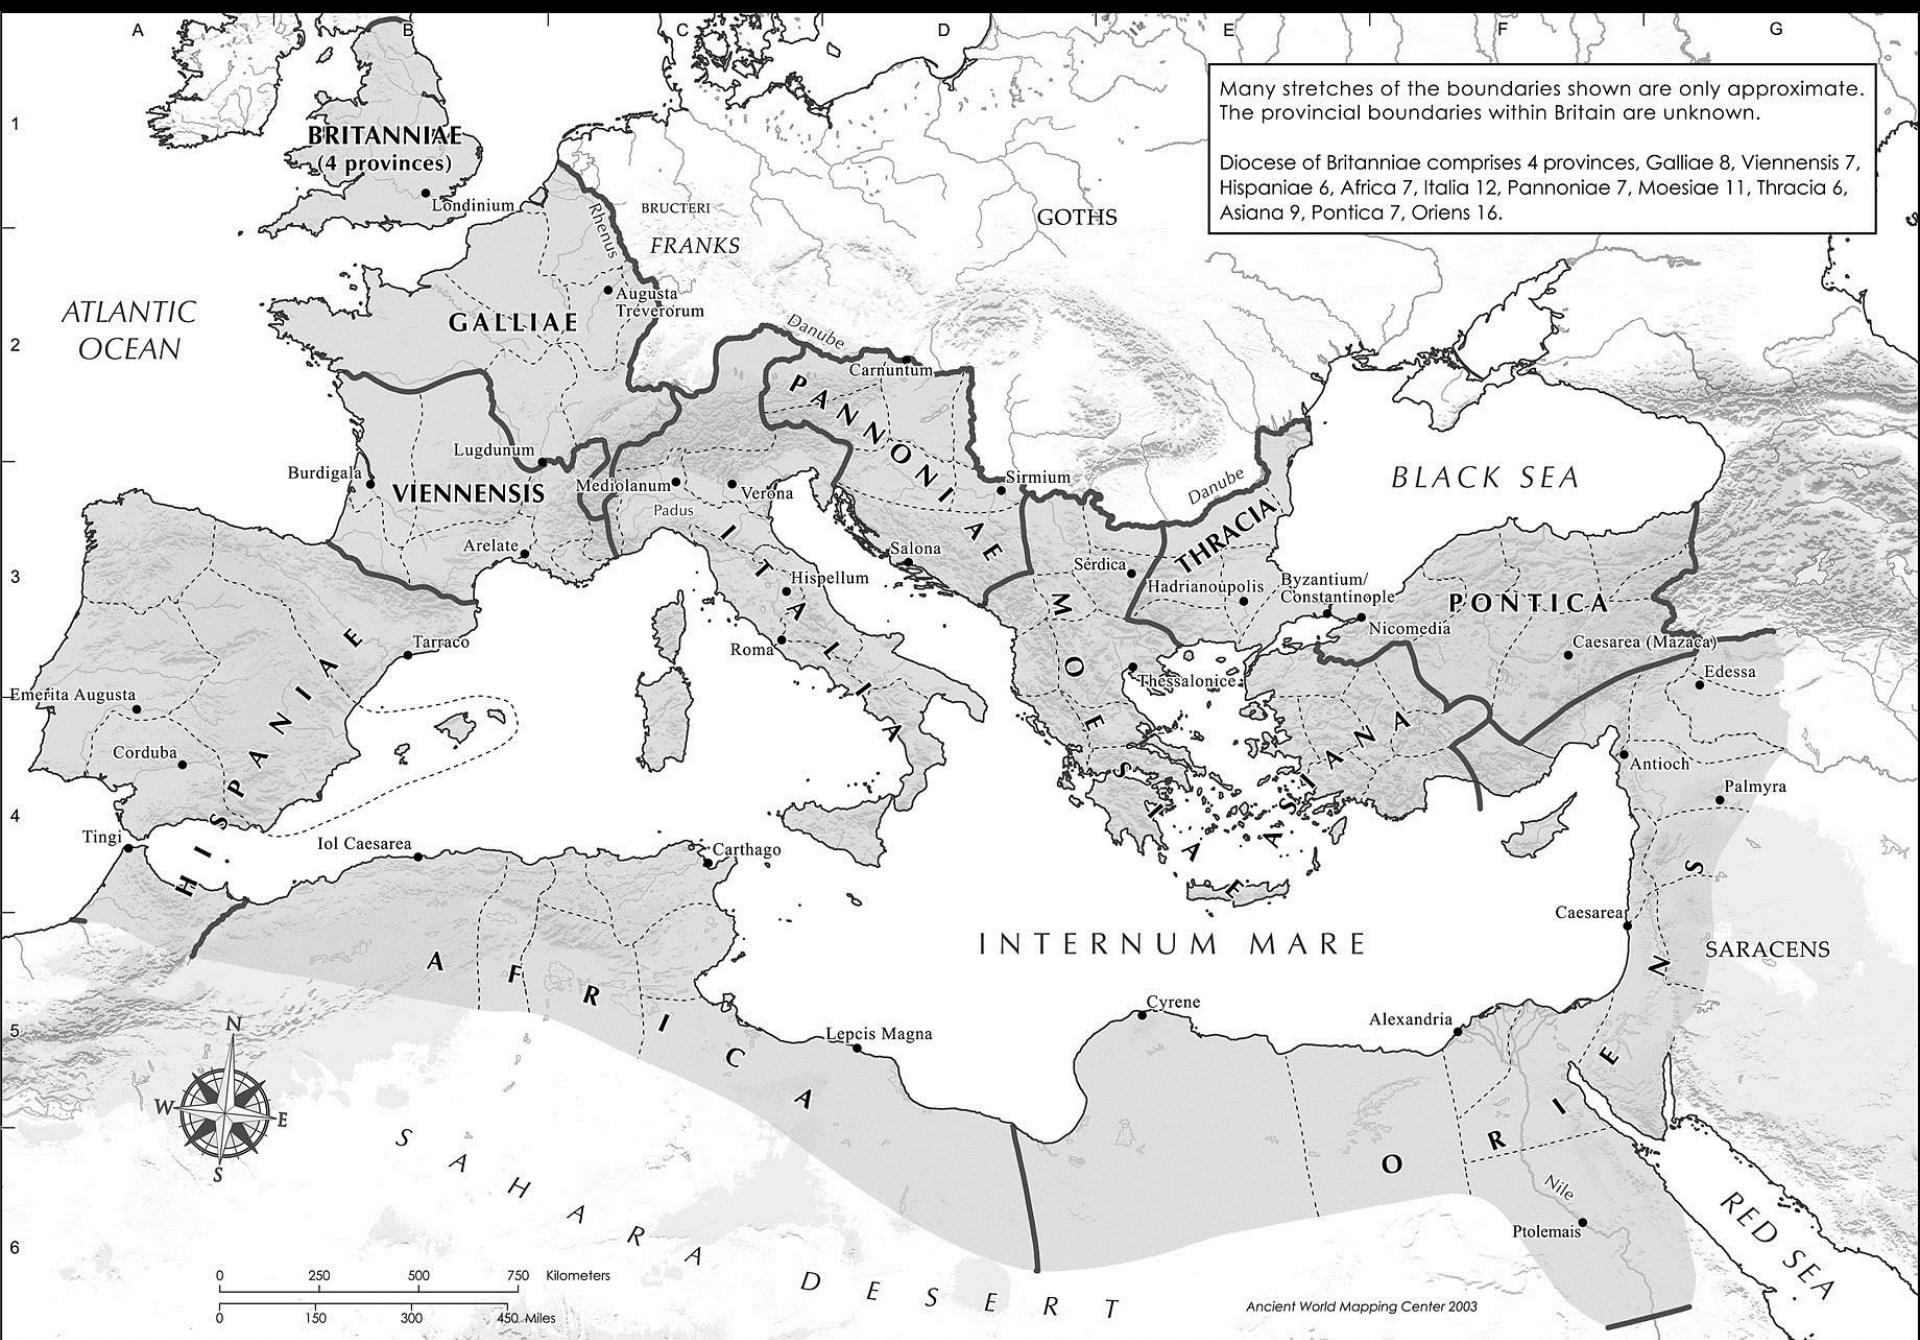 A
B
C
D
E
F
G
1
2
3
4
5
6
Many stretches of the boundaries shown are only approximate.
The provincial boundaries within Britain are unknown.
Diocese of Britanniae comprises 4 provinces, Galliae 8, Viennensis 7,
Hispaniae 6, Africa 7, Italia 12, Pannoniae 7, Moesiae 11, Thracia 6,
Asiana 9, Pontica 7, Oriens 16.
BRITANNIAE
(4 provinces)
Londinium
Rhenus
BRUCTERI
FRANKS
GOTHS
ATLANTIC
OCEAN
Augusta
Treverorum
GALLIAE
Danube
Carnuntum
PANNONIAE
Lugdunum
Burdigala
VIENNENSIS
Mediolanum
Verona
Padus
Sirmium
Danube
BLACK SEA
THRACIA
Arelate
ITALIA
Salona
Hispellum
Serdica
Hadrianoupolis
Byzantium/
Constantinople
PONTICA
Nicomedia
Caesarea (Mazaca)
Edessa
Roma
Tarraco
MOESIAE
Thessalonice
Emerita Augusta
HISPANIAE
Corduba
ASIANA
Antioch
Palmyra
Tingi
Iol Caesarea
Carthago
Caesarea
INTERNUM MARE
SARACENS
AFRICA
Cyrene
Alexandria
Lepcis Magna
ORIENS
N
W
E
S
SAHARA DESERT
Nile
Ptolemais
RED SEA
0 250 500 750 Kilometers
0 150 300 450 Miles
Ancient World Mapping Center 2003